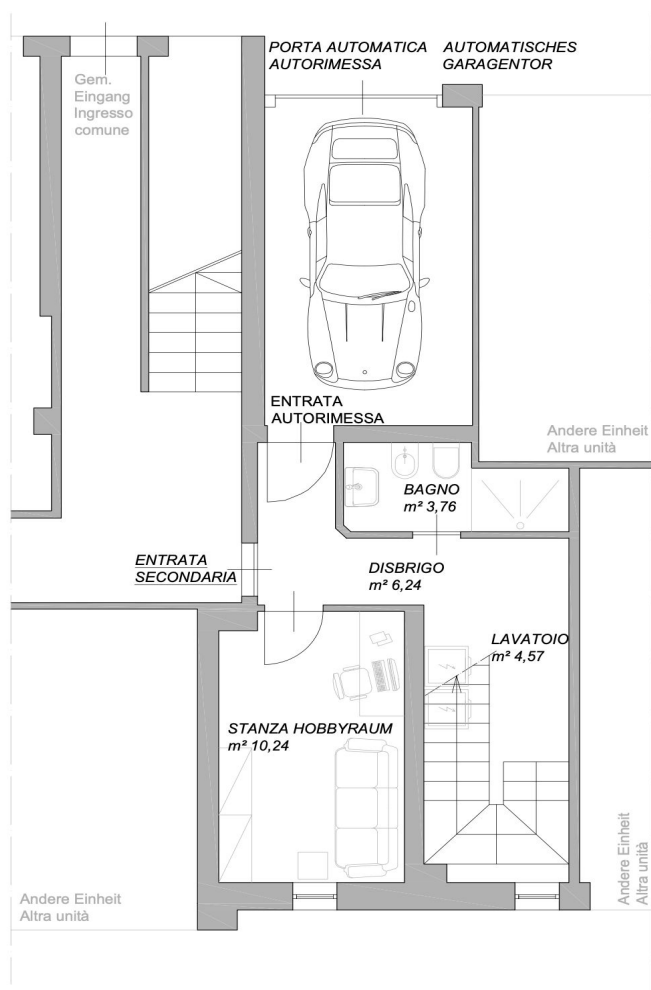 PORTA AUTOMATICA
AUTORIMESSA
AUTOMATISCHES
GARAGENTOR
Gem.
Eingang
Ingresso
comune
ENTRATA
AUTORIMESSA
Andere Einheit
Altra unità
BAGNO
m² 3,76
ENTRATA
SECONDARIA
DISBRIGO
m² 6,24
LAVATOIO
m² 4,57
STANZA HOBBYRAUM
m² 10,24
Andere Einheit
Altra unità
Andere Einheit
Altra unità